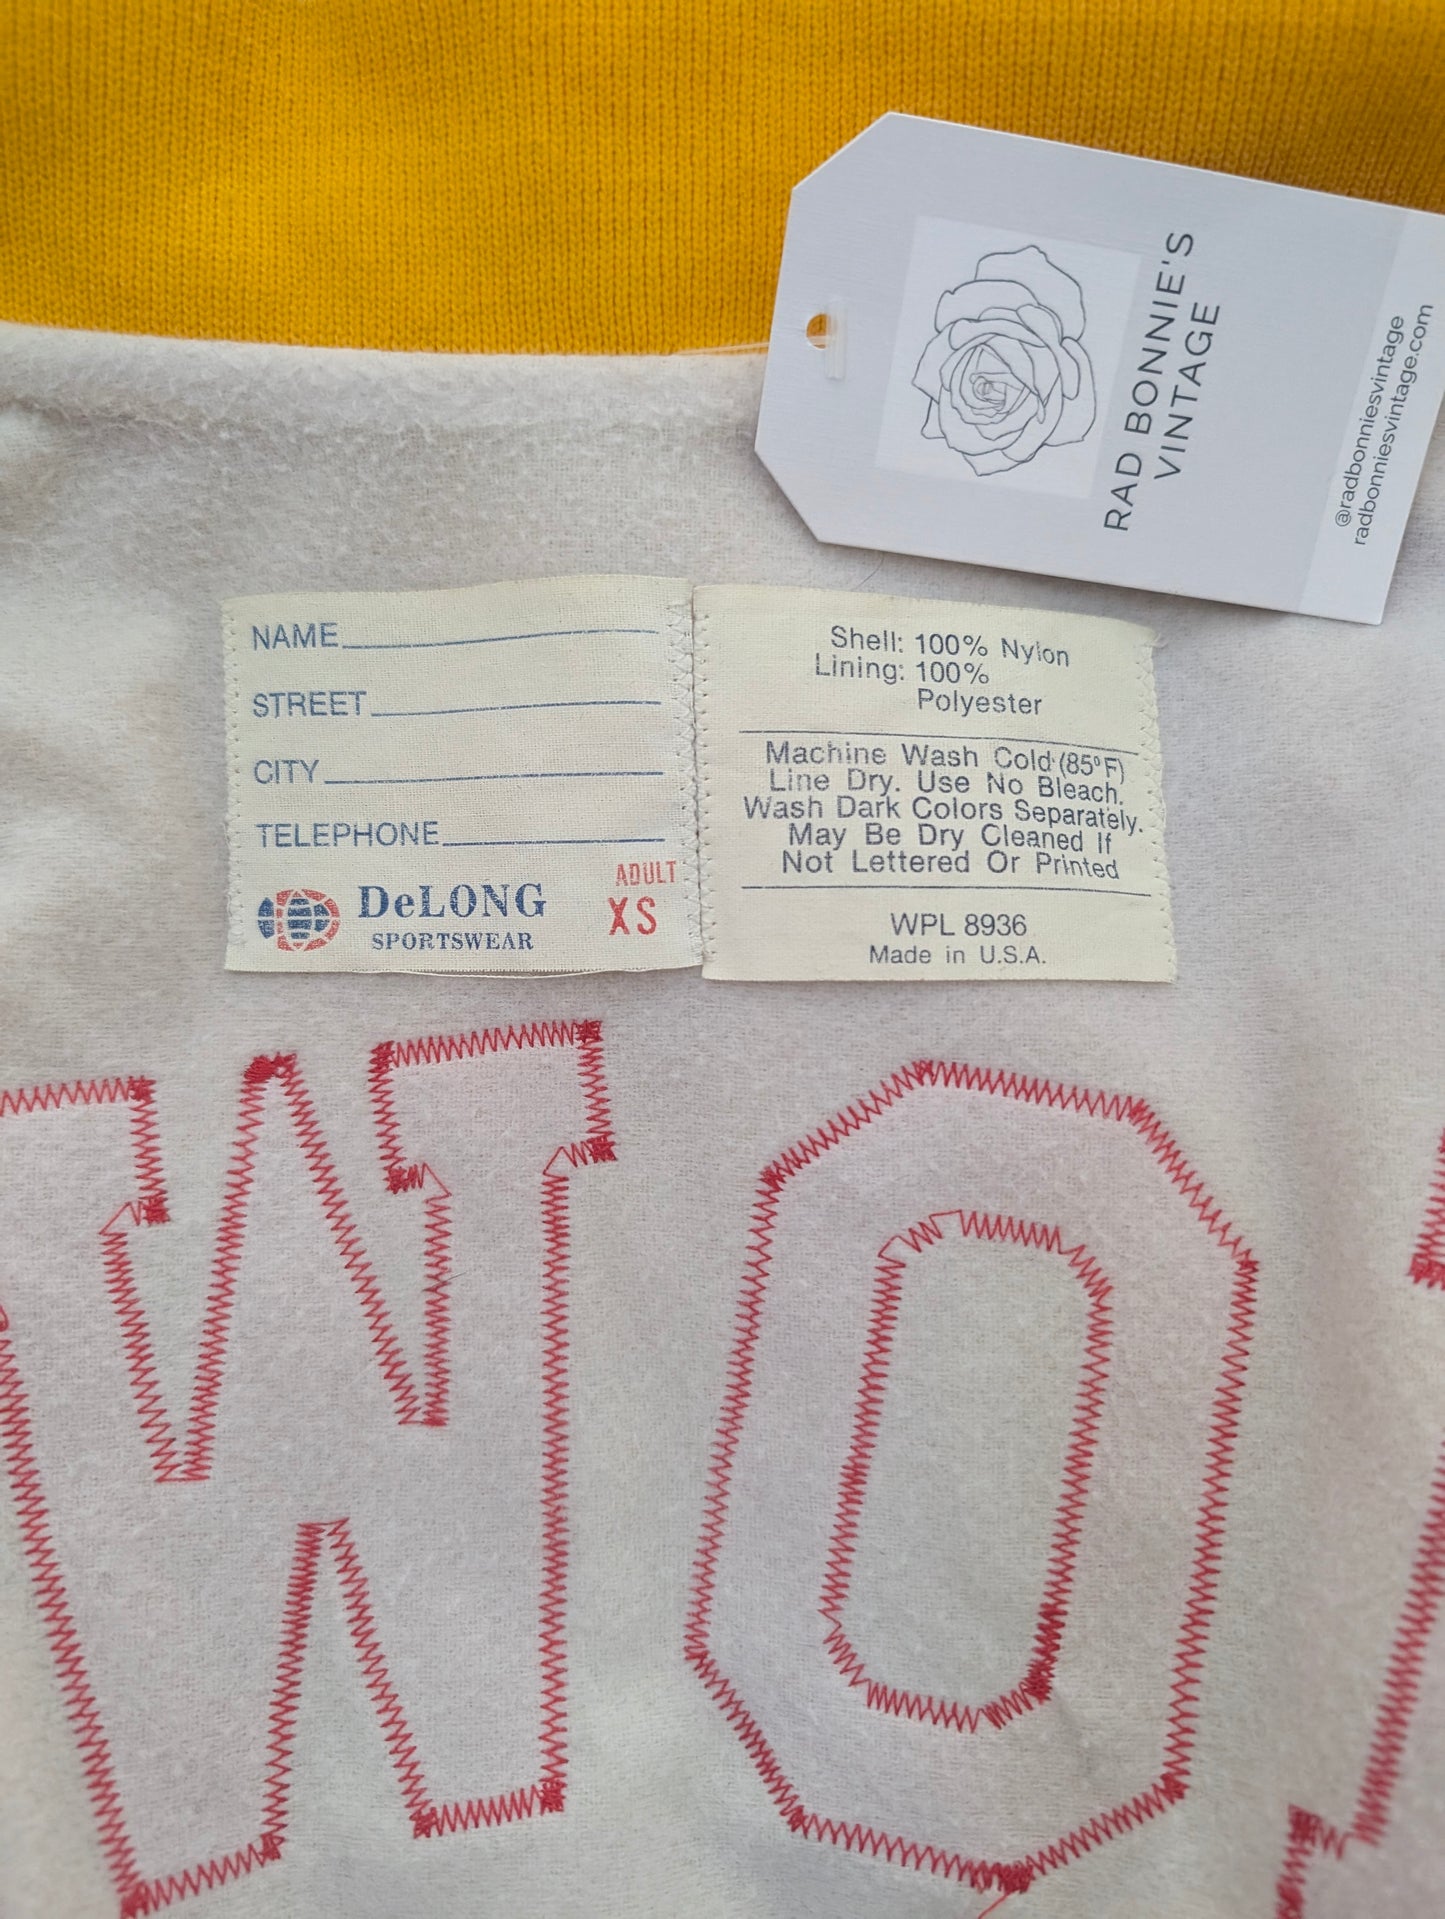 RAD BONNIE'S
VINTAGE
@radbonniesvintage
radbonniesvintage.com
NAME
STREET
CITY
TELEPHONE
DeLONG
SPORTSWEAR
ADULT
XS
Shell: 100% Nylon
Lining: 100%
Polyester
Machine Wash Cold (85°F)
Line Dry. Use No Bleach.
Wash Dark Colors Separately.
May Be Dry Cleaned If
Not Lettered Or Printed
WPL 8936
Made in U.S.A.
WO